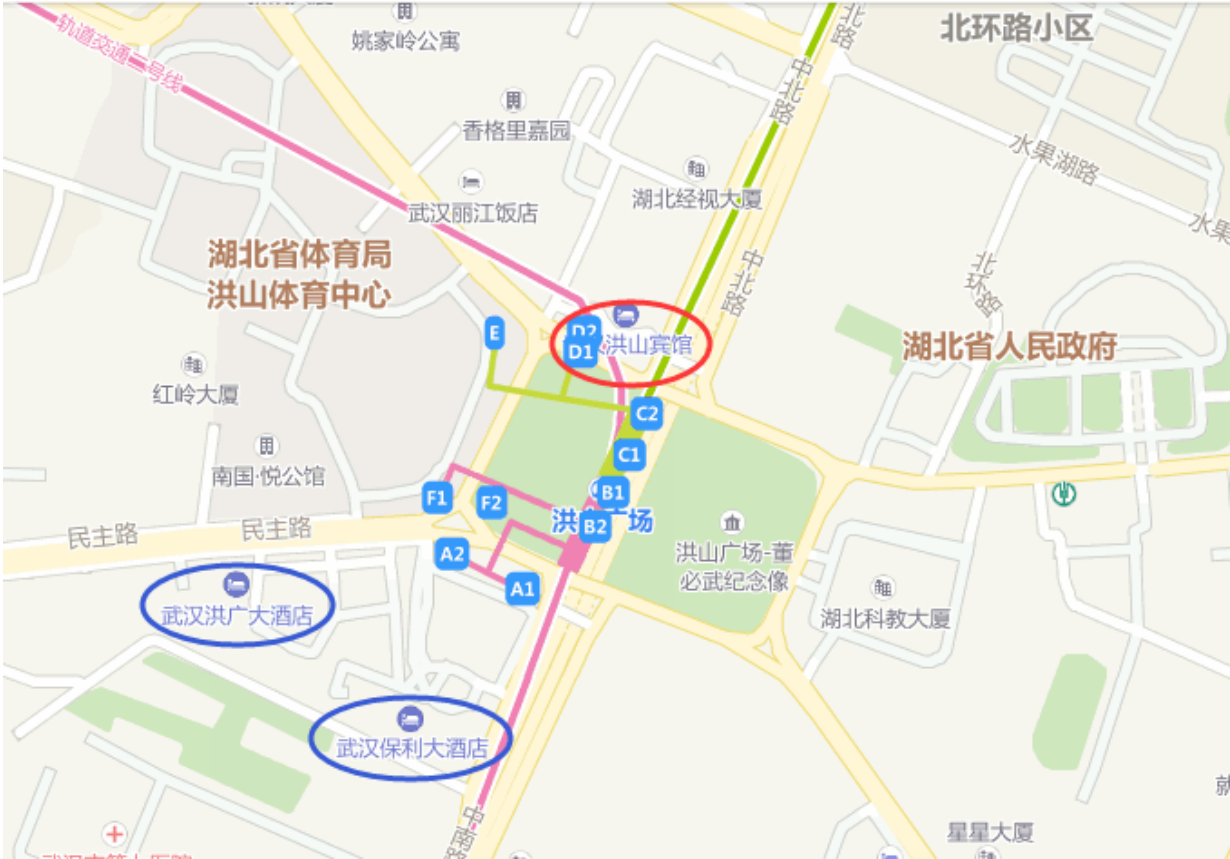 北环路小区
北路
姚家岭公寓
轨道交通二号线
中北路
香格里嘉园
水果湖路
湖北经视大厦
武汉丽江饭店
水果
湖北省体育局
洪山体育中心
中北路
北环路
E
D2
D1
洪山宾馆
湖北省人民政府
红岭大厦
C2
C1
南国·悦公馆
F1
F2
B1
洪
场
B2
民主路
民主路
A2
A1
洪山广场-董
必武纪念像
武汉洪广大酒店
湖北科教大厦
武汉保利大酒店
就
中南路
星星大厦